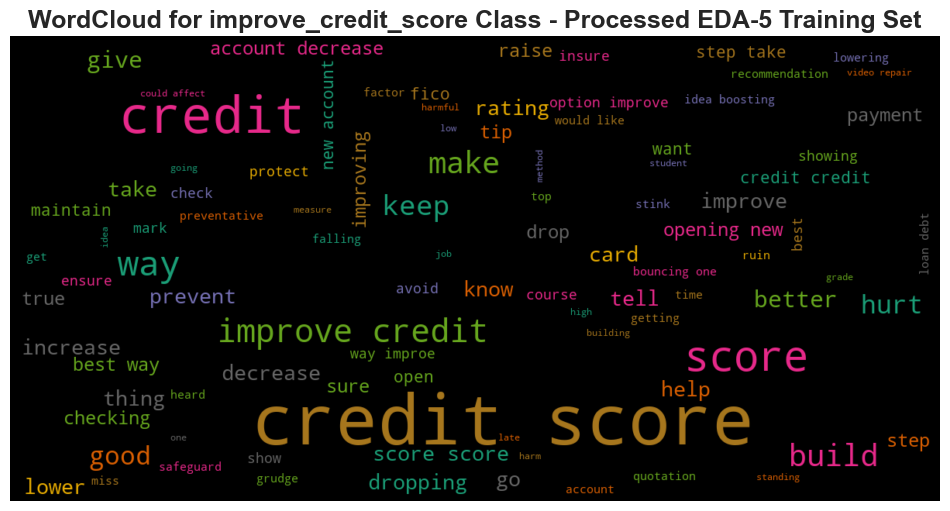 WordCloud for improve_credit_score Class - Processed EDA-5 Training Set
give
account decrease
raise
insure
step take
lowering
recommendation
video repair
could affect
credit
new account
factor
fico
harmful
rating
option improve
would like
idea boosting
payment
low
tip
improving
make
method
want
student
showing
going
protect
take
check
keep
top
stink
improve
credit credit
maintain
preventative
measure
mark
idea
falling
drop
opening new
best
loan debt
get
way
job
card
ruin
bouncing one
ensure
avoid
know
course
tell
time
grade
true
prevent
high
getting
better
hurt
building
improve credit
increase
way improe
score
best way
decrease
sure
open
help
thing
heard
checking
credit score
one
late
good
safeguard
show
score score
harm
build
step
lower
miss
grudge
dropping
go
account
quotation
standing